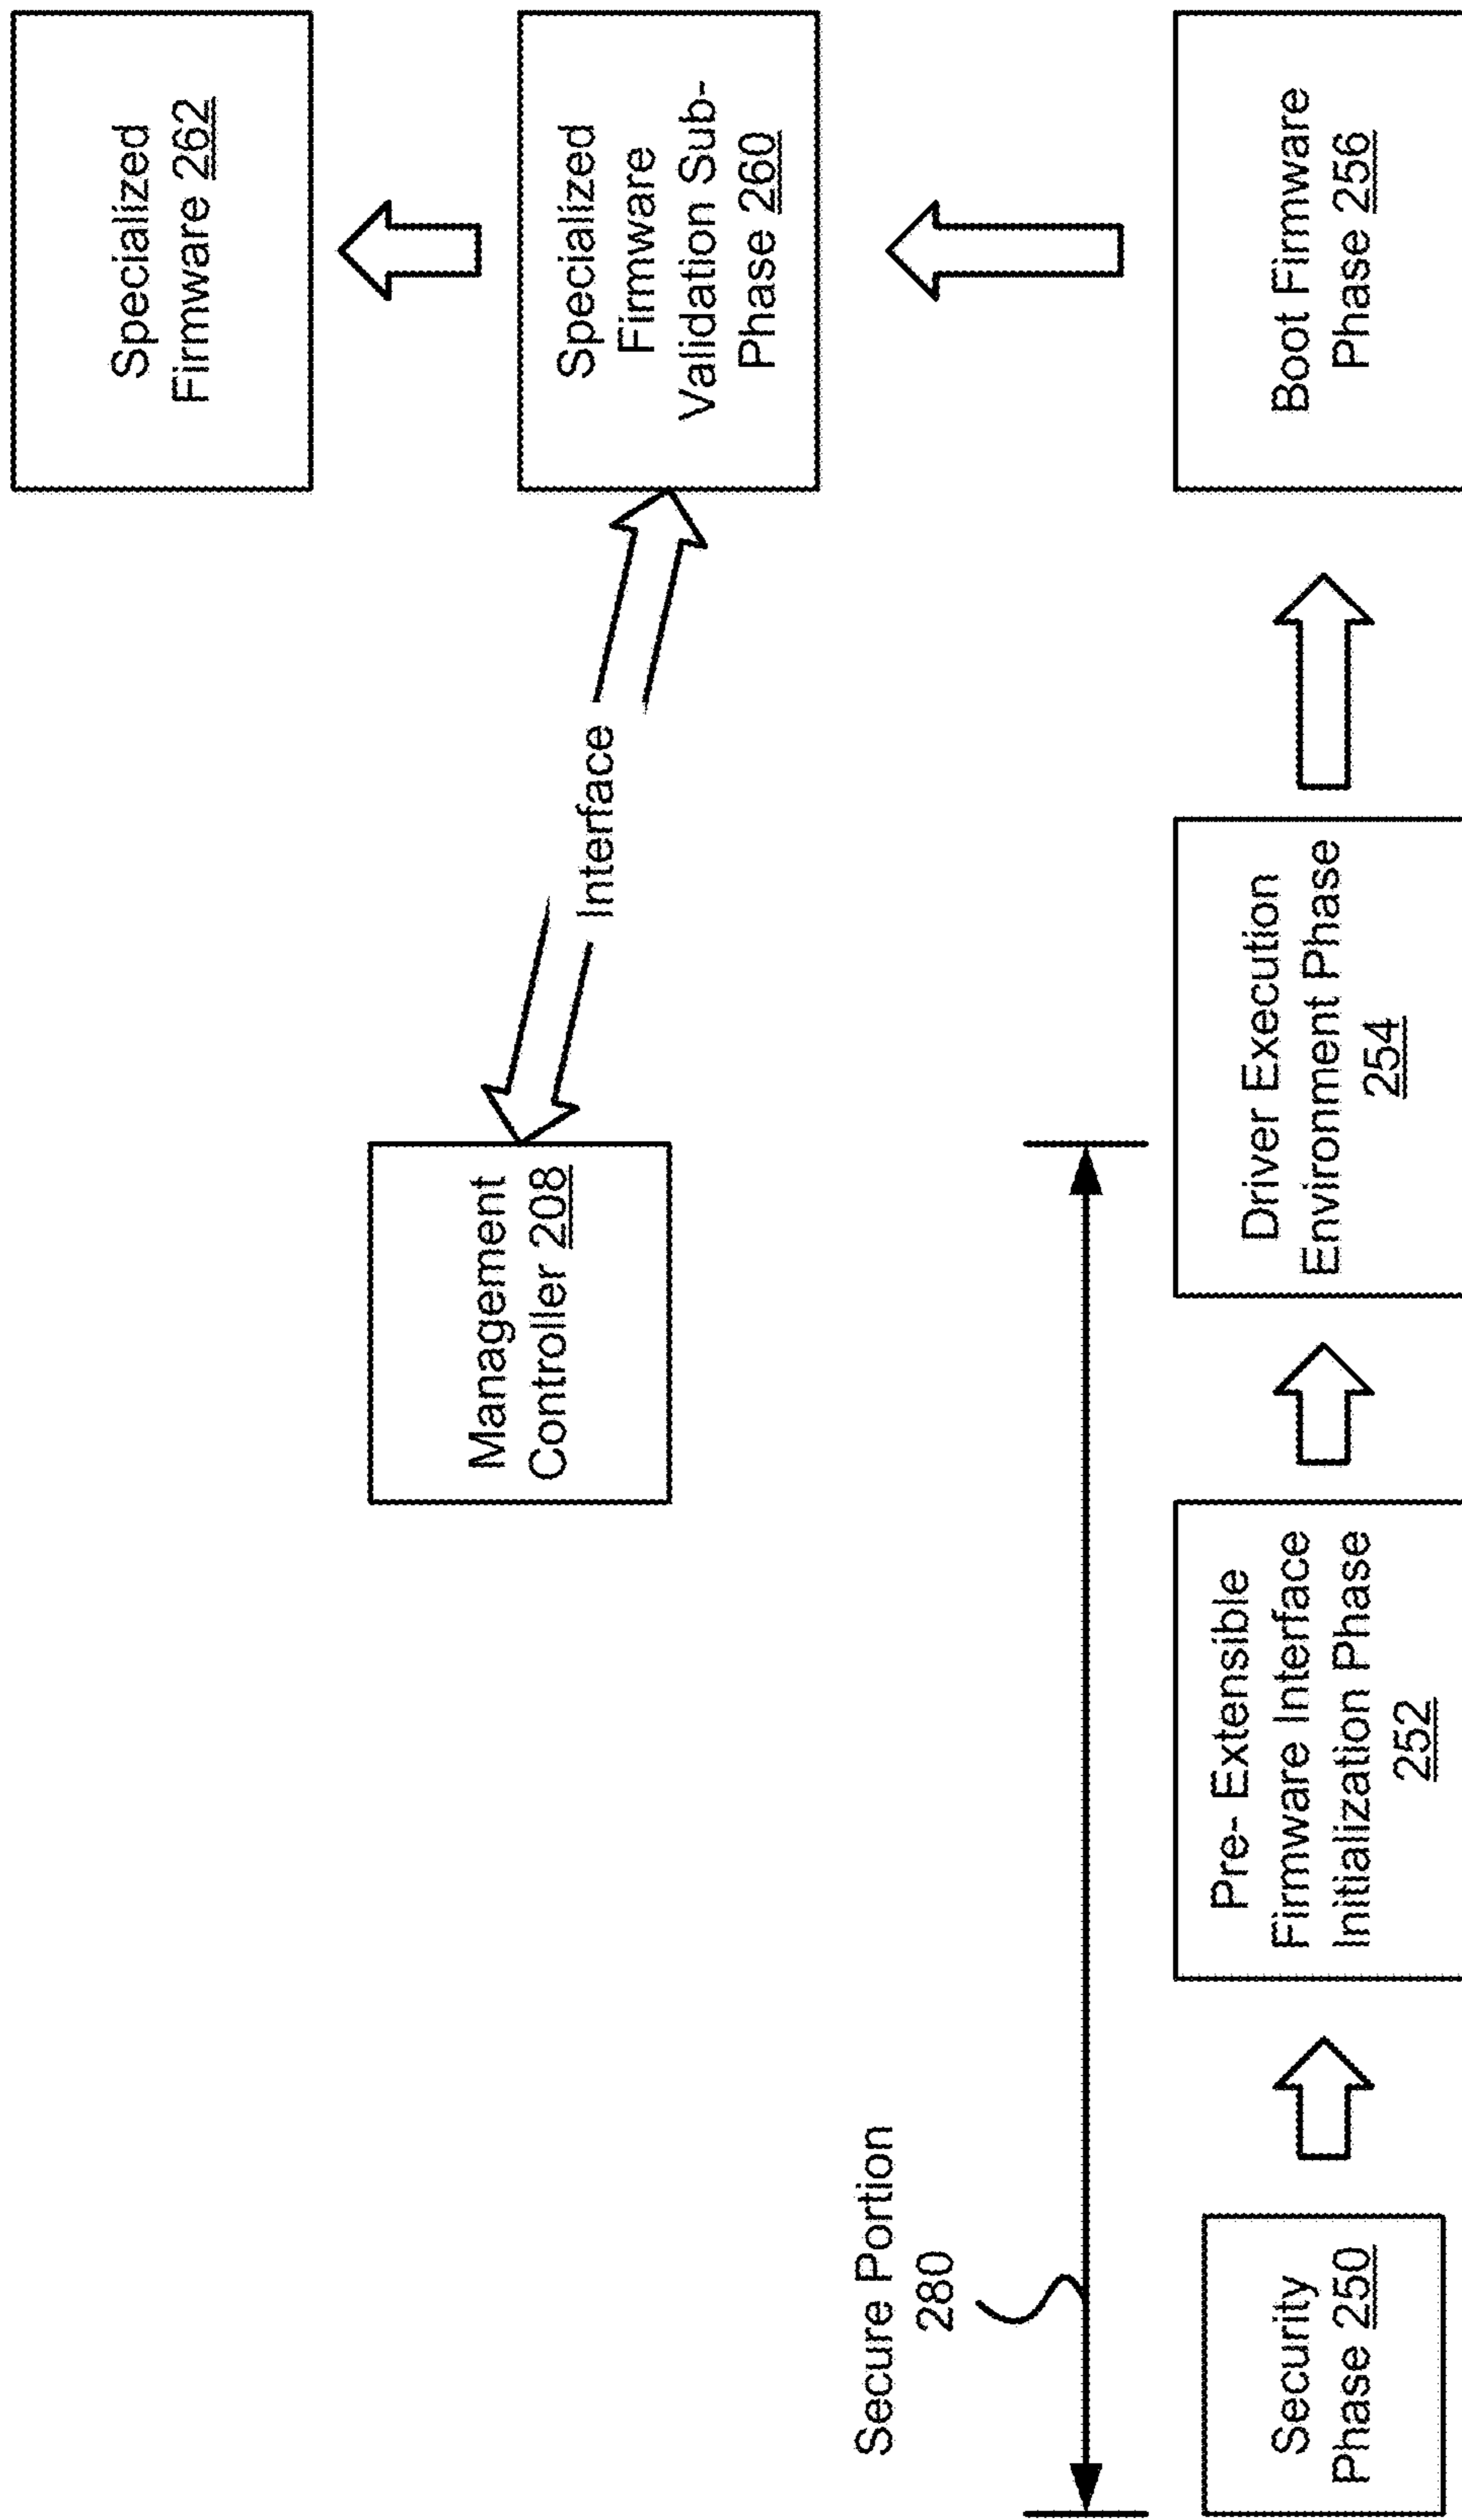 Specialized
Firmware 262
Specialized
Fimware
Validation Sub-
Phase 260
Interface
Management
Controller 208
Secure Portion
280
Security
Phase 250
Pre- Extensible
Firmware Interface
Initialization Phase
252
Driver Execution
Environment Phase
254
Boot Firmware
Phase 256